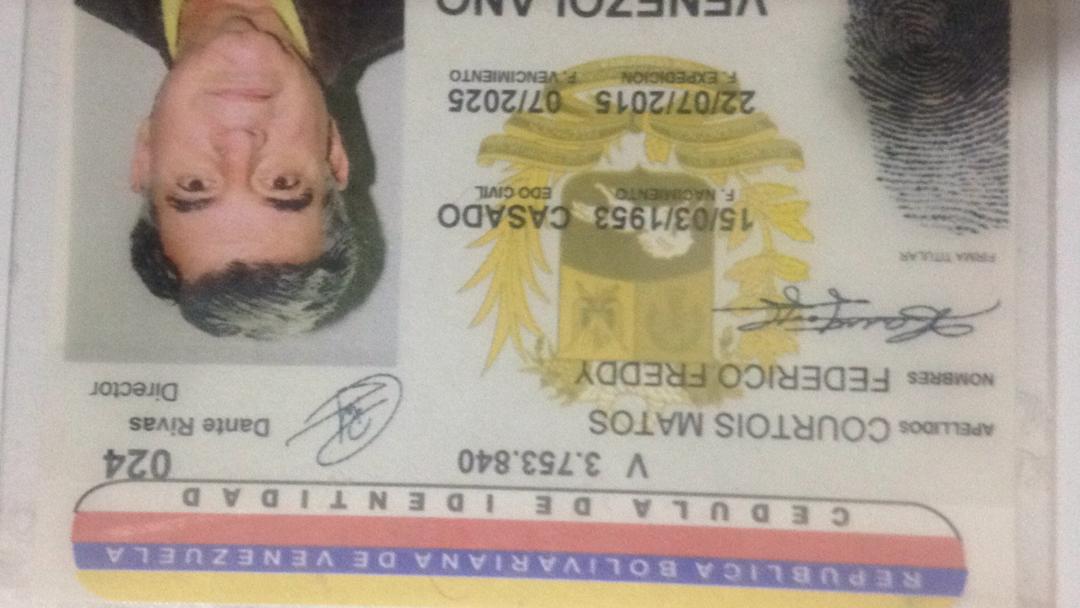 REPUBLICA BOLIVARIANA DE VENEZUELA
CEDULA DE IDENTIDAD
V 3.753.840
024
APELLIDOS COURTOIS MATOS
Dante Rivas
Director
NOMBRES FEDERICO FREDDY
FIRMA TITULAR
15/03/1953 CASADO
F. NACIMIENTO EDO CIVIL
22/07/2015 07/2025
F. EXPEDICION F. VENCIMIENTO
VENEZOLANO